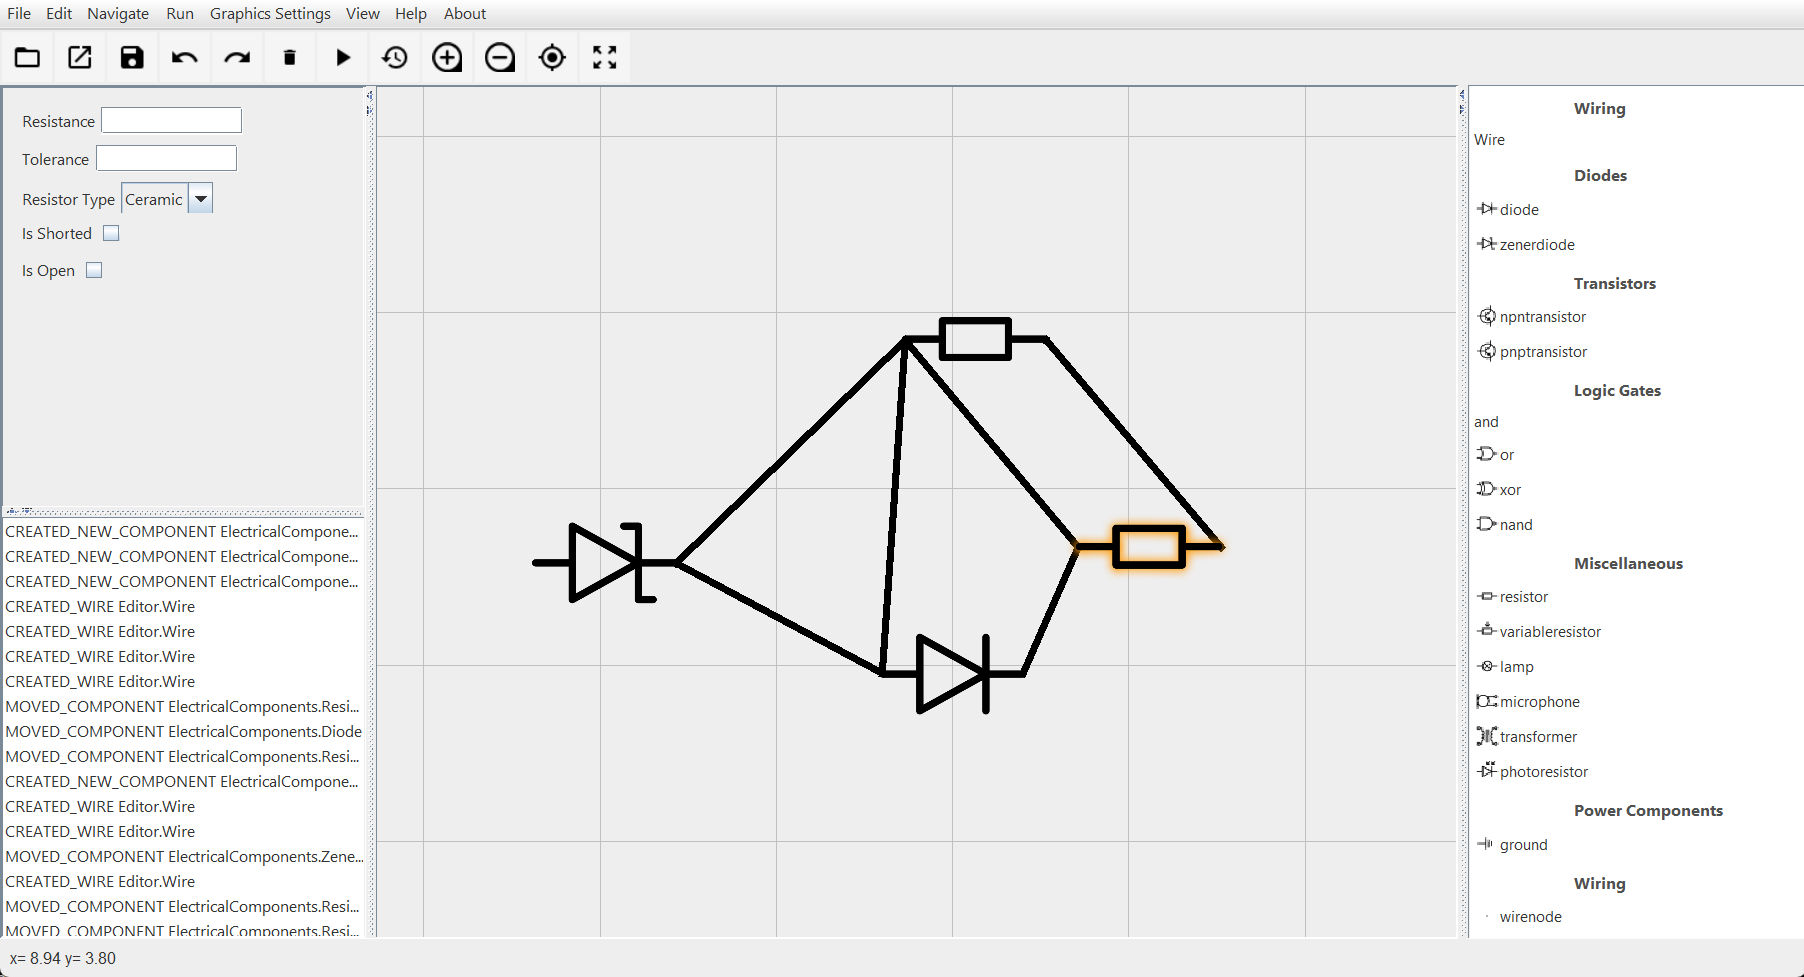 File Edit Navigate Run Graphics Settings View Help About
Resistance
Tolerance
Resistor Type Ceramic
Is Shorted
Is Open
CREATED_NEW_COMPONENT ElectricalCompone...
CREATED_NEW_COMPONENT ElectricalCompone...
CREATED_NEW_COMPONENT ElectricalCompone...
CREATED_WIRE Editor.Wire
CREATED_WIRE Editor.Wire
CREATED_WIRE Editor.Wire
CREATED_WIRE Editor.Wire
MOVED_COMPONENT ElectricalComponents.Resi...
MOVED_COMPONENT ElectricalComponents.Diode
MOVED_COMPONENT ElectricalComponents.Resi...
CREATED_NEW_COMPONENT ElectricalCompone...
CREATED_WIRE Editor.Wire
CREATED_WIRE Editor.Wire
MOVED_COMPONENT ElectricalComponents.Zene...
CREATED_WIRE Editor.Wire
MOVED_COMPONENT ElectricalComponents.Resi...
MOVED_COMPONENT ElectricalComponents.Resi...
Wiring
Wire
Diodes
diode
zenerdiode
Transistors
npntransistor
pnptransistor
Logic Gates
and
or
xor
nand
Miscellaneous
resistor
variableresistor
lamp
microphone
transformer
photoresistor
Power Components
ground
Wiring
wirenode
x= 8.94 y= 3.80